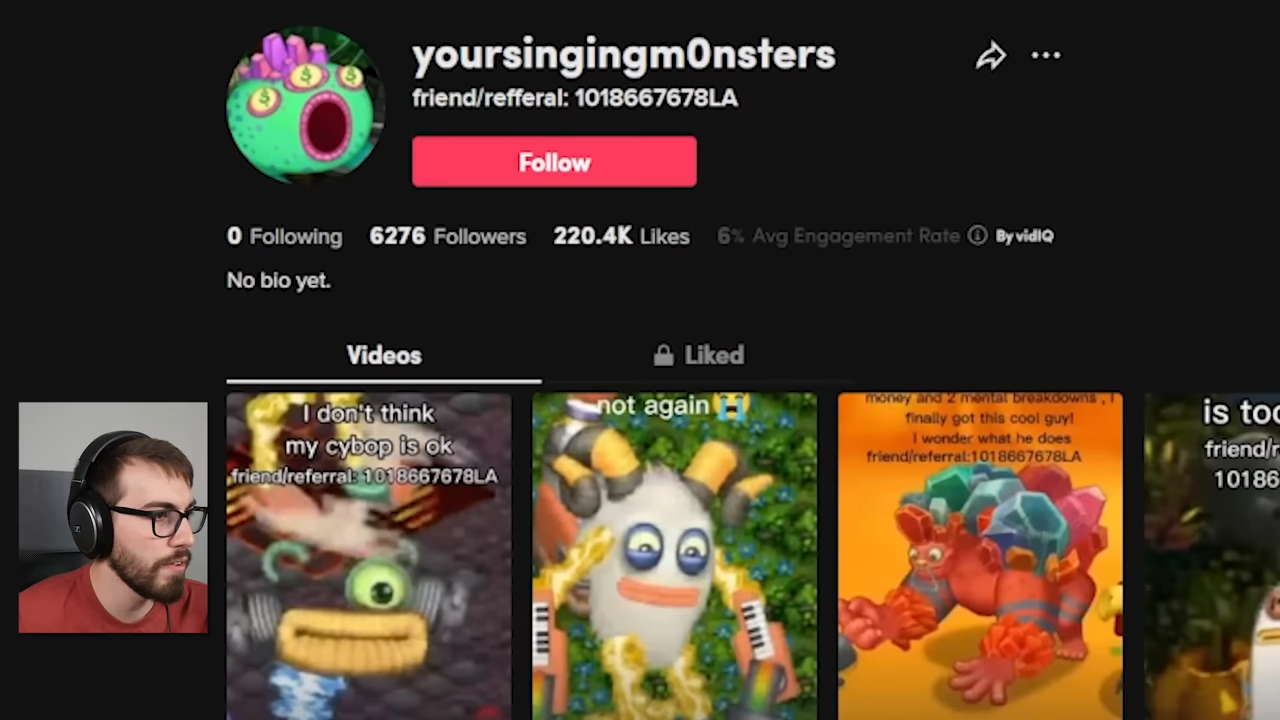 yoursingingm0nsters
friend/refferal: 1018667678LA
Follow
0 Following 6276 Followers 220.4K Likes 6% Avg Engagement Rate By vidIQ
No bio yet.
Videos Liked
I don't think
my cybop is ok
friend/referral: 1018667678LA
not again 😭
money and 2 mental breakdowns , I
finally got this cool guy!
I wonder what he does
friend/referral:1018667678LA
is too
friend/r
10186